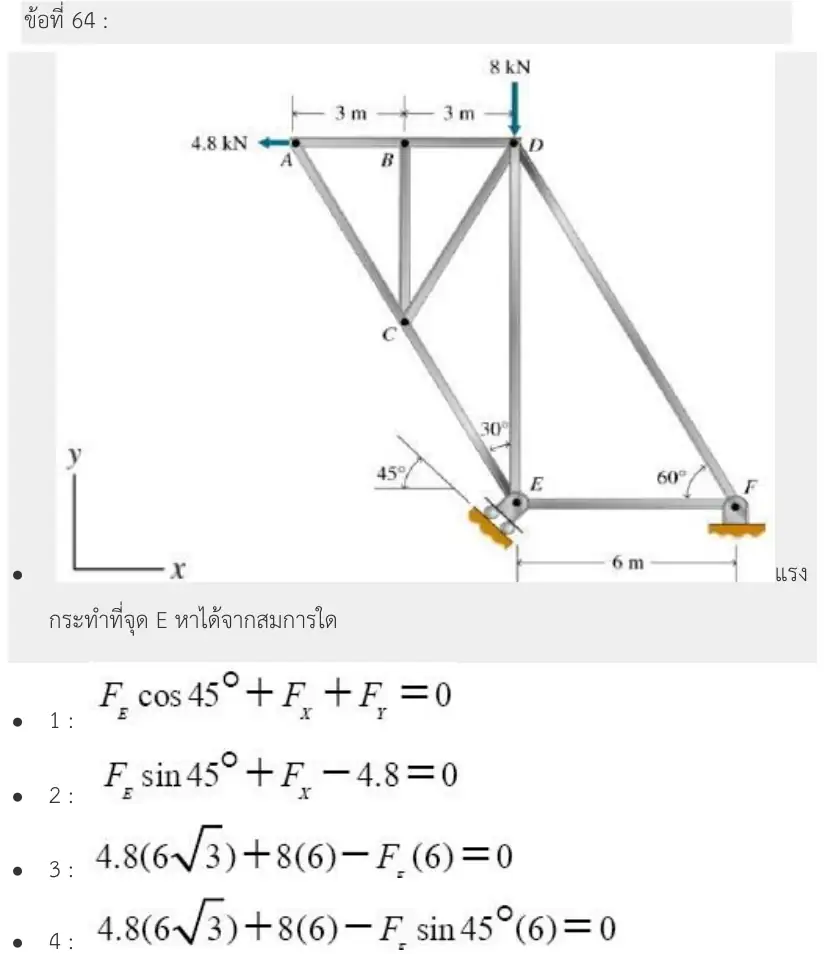 ข้อที่ 64 :
8 kN
3 m
3 m
4.8 kN
A
B
D
C
y
30°
45°
E
60°
F
x
6 m
แรง
กระทำที่จุด E หาได้จากสมการใด
1 : F_E cos 45° + F_X + F_Y = 0
2 : F_E sin 45° + F_X − 4.8 = 0
3 : 4.8(6√3) + 8(6) − F_E (6) = 0
4 : 4.8(6√3) + 8(6) − F_E sin 45° (6) = 0